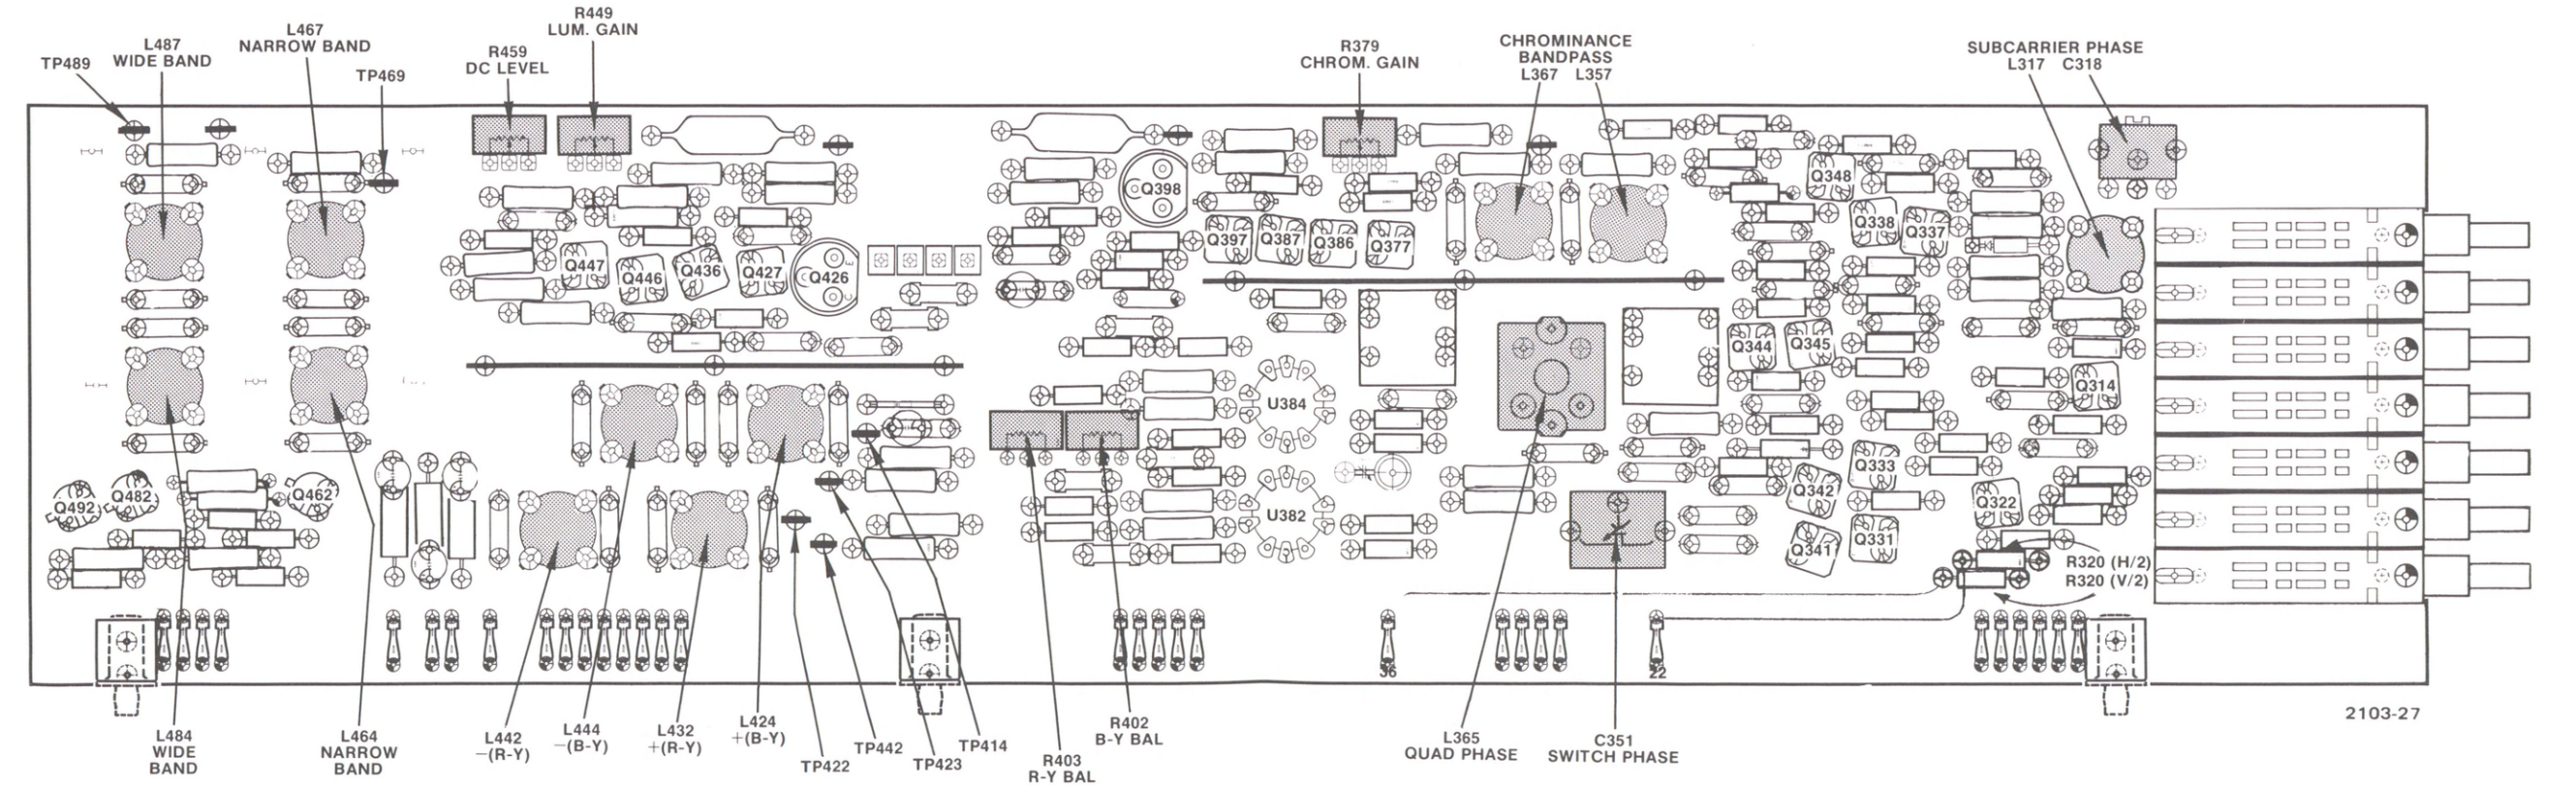 R449
LUM. GAIN
L467
NARROW BAND
L487
WIDE BAND
TP489
TP469
R459
DC LEVEL
R379
CHROM. GAIN
CHROMINANCE
BANDPASS
L367 L357
SUBCARRIER PHASE
L317 C318
Q398
Q348
Q338
Q337
Q397
Q387
Q386
Q377
Q447
Q446
Q436
Q427
Q426
Q344
Q345
Q314
U384
Q333
Q492
Q482
Q462
Q342
Q322
U382
Q341
Q331
R320 (H/2)
R320 (V/2)
36
22
2103-27
L484
WIDE
BAND
L464
NARROW
BAND
L442
−(R-Y)
L444
−(B-Y)
L432
+(R-Y)
L424
+(B-Y)
TP422
TP442
TP423
TP414
R403
R-Y BAL
R402
B-Y BAL
L365
QUAD PHASE
C351
SWITCH PHASE